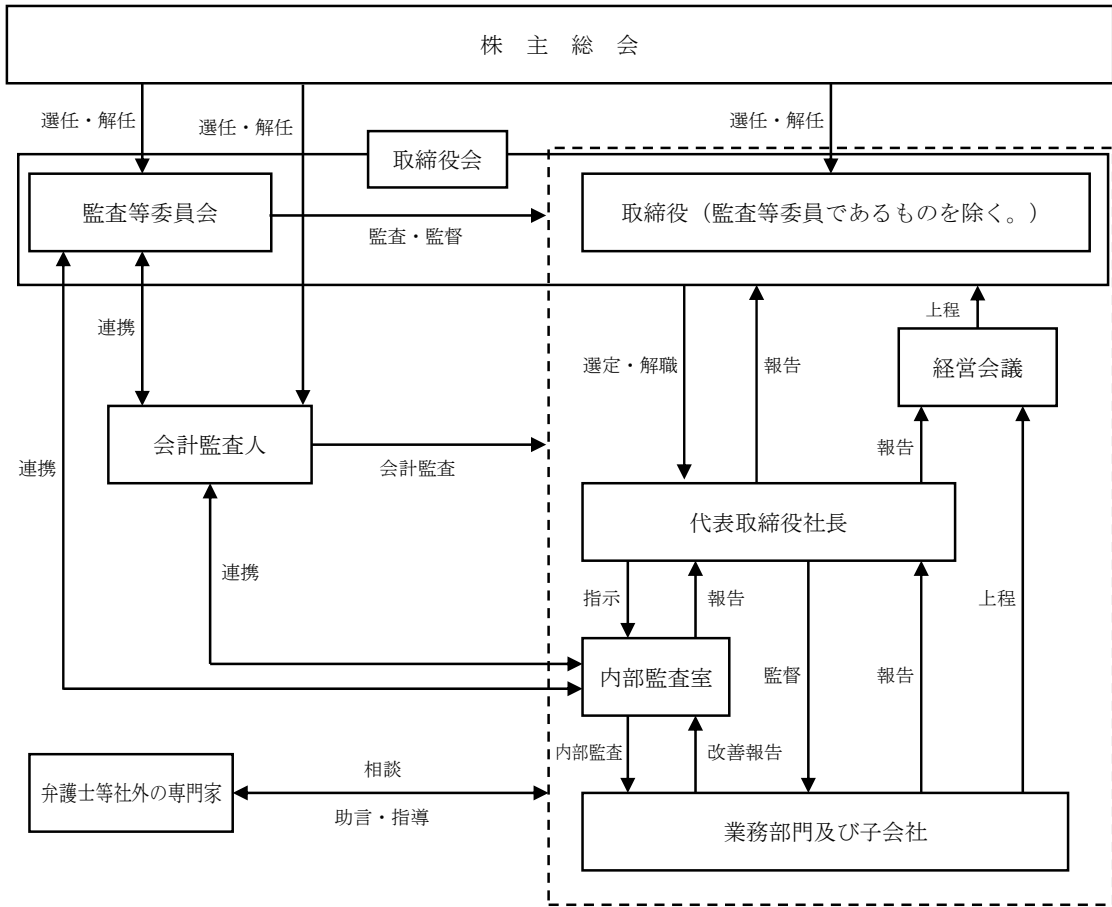 株 主 総 会
選任・解任
選任・解任
選任・解任
取締役会
監査等委員会
取締役（監査等委員であるものを除く。）
監査・監督
連携
選定・解職
報告
上程
経営会議
会計監査人
連携
会計監査
報告
代表取締役社長
連携
指示
報告
上程
内部監査室
監督
報告
内部監査
改善報告
弁護士等社外の専門家
相談
助言・指導
業務部門及び子会社